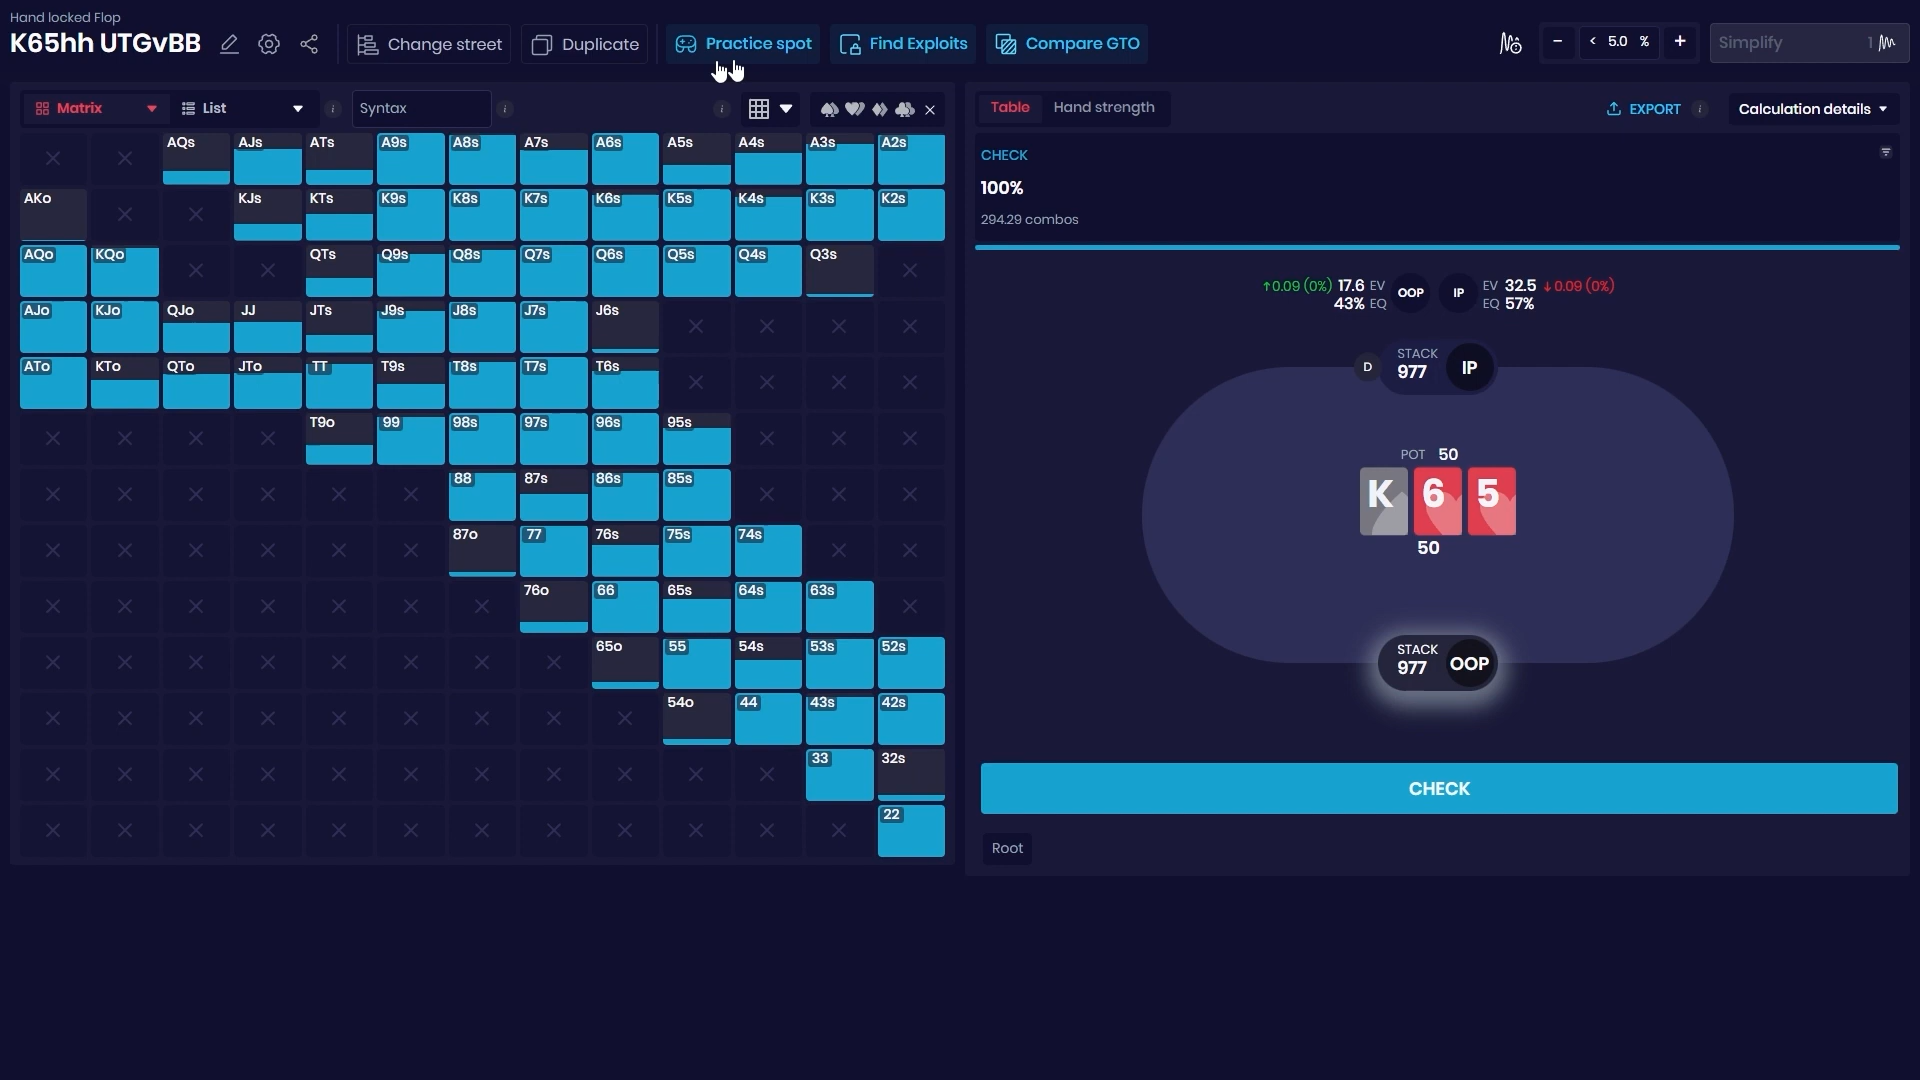 Hand locked Flop
K65hh UTGvBB
Change street
Duplicate
Practice spot
Find Exploits
Compare GTO
- < 5.0 % +
Simplify 1
Matrix
List
i
Syntax
i
i
AQs AJs ATs A9s A8s A7s A6s A5s A4s A3s A2s
AKo KJs KTs K9s K8s K7s K6s K5s K4s K3s K2s
AQo KQo QTs Q9s Q8s Q7s Q6s Q5s Q4s Q3s
AJo KJo QJo JJ JTs J9s J8s J7s J6s
ATo KTo QTo JTo TT T9s T8s T7s T6s
T9o 99 98s 97s 96s 95s
88 87s 86s 85s
87o 77 76s 75s 74s
76o 66 65s 64s 63s
65o 55 54s 53s 52s
54o 44 43s 42s
33 32s
22
Table
Hand strength
EXPORT
i
Calculation details
CHECK
100%
294.29 combos
↑0.09 (0%) 17.6 EV
43% EQ
OOP
IP
EV 32.5 ↓0.09 (0%)
EQ 57%
D
STACK
977
IP
POT 50
K 6 5
50
STACK
977
OOP
CHECK
Root